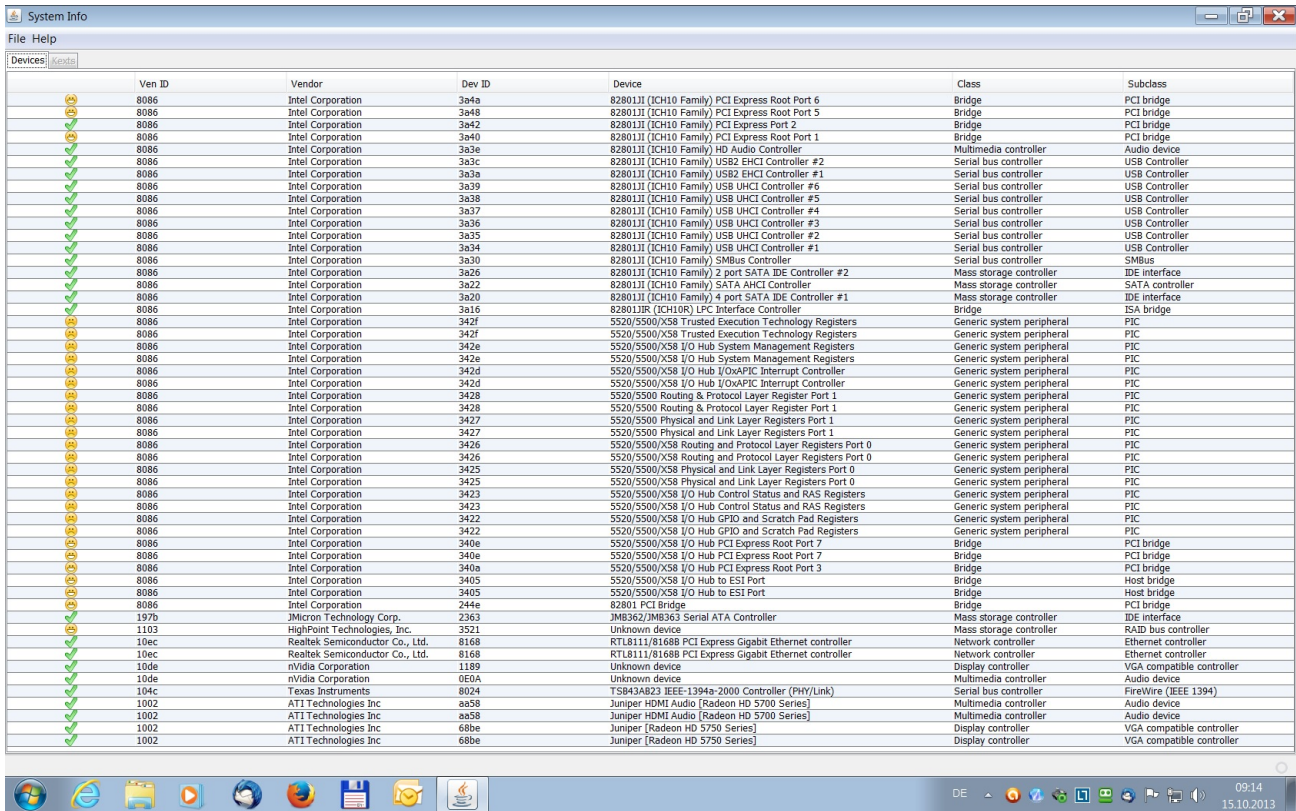 System Info
File Help
Devices Kexts
Ven ID Vendor Dev ID Device Class Subclass
8086 Intel Corporation 3a4a 82801JI (ICH10 Family) PCI Express Root Port 6 Bridge PCI bridge
8086 Intel Corporation 3a48 82801JI (ICH10 Family) PCI Express Root Port 5 Bridge PCI bridge
8086 Intel Corporation 3a42 82801JI (ICH10 Family) PCI Express Port 2 Bridge PCI bridge
8086 Intel Corporation 3a40 82801JI (ICH10 Family) PCI Express Root Port 1 Bridge PCI bridge
8086 Intel Corporation 3a3e 82801JI (ICH10 Family) HD Audio Controller Multimedia controller Audio device
8086 Intel Corporation 3a3c 82801JI (ICH10 Family) USB2 EHCI Controller #2 Serial bus controller USB Controller
8086 Intel Corporation 3a3a 82801JI (ICH10 Family) USB2 EHCI Controller #1 Serial bus controller USB Controller
8086 Intel Corporation 3a39 82801JI (ICH10 Family) USB UHCI Controller #6 Serial bus controller USB Controller
8086 Intel Corporation 3a38 82801JI (ICH10 Family) USB UHCI Controller #5 Serial bus controller USB Controller
8086 Intel Corporation 3a37 82801JI (ICH10 Family) USB UHCI Controller #4 Serial bus controller USB Controller
8086 Intel Corporation 3a36 82801JI (ICH10 Family) USB UHCI Controller #3 Serial bus controller USB Controller
8086 Intel Corporation 3a35 82801JI (ICH10 Family) USB UHCI Controller #2 Serial bus controller USB Controller
8086 Intel Corporation 3a34 82801JI (ICH10 Family) USB UHCI Controller #1 Serial bus controller USB Controller
8086 Intel Corporation 3a30 82801JI (ICH10 Family) SMBus Controller Serial bus controller SMBus
8086 Intel Corporation 3a26 82801JI (ICH10 Family) 2 port SATA IDE Controller #2 Mass storage controller IDE interface
8086 Intel Corporation 3a22 82801JI (ICH10 Family) SATA AHCI Controller Mass storage controller SATA controller
8086 Intel Corporation 3a20 82801JI (ICH10 Family) 4 port SATA IDE Controller #1 Mass storage controller IDE interface
8086 Intel Corporation 3a16 82801JIR (ICH10R) LPC Interface Controller Bridge ISA bridge
8086 Intel Corporation 342f 5520/5500/X58 Trusted Execution Technology Registers Generic system peripheral PIC
8086 Intel Corporation 342f 5520/5500/X58 Trusted Execution Technology Registers Generic system peripheral PIC
8086 Intel Corporation 342e 5520/5500/X58 I/O Hub System Management Registers Generic system peripheral PIC
8086 Intel Corporation 342e 5520/5500/X58 I/O Hub System Management Registers Generic system peripheral PIC
8086 Intel Corporation 342d 5520/5500/X58 I/O Hub I/OxAPIC Interrupt Controller Generic system peripheral PIC
8086 Intel Corporation 342d 5520/5500/X58 I/O Hub I/OxAPIC Interrupt Controller Generic system peripheral PIC
8086 Intel Corporation 3428 5520/5500 Routing & Protocol Layer Register Port 1 Generic system peripheral PIC
8086 Intel Corporation 3428 5520/5500 Routing & Protocol Layer Register Port 1 Generic system peripheral PIC
8086 Intel Corporation 3427 5520/5500 Physical and Link Layer Registers Port 1 Generic system peripheral PIC
8086 Intel Corporation 3427 5520/5500 Physical and Link Layer Registers Port 1 Generic system peripheral PIC
8086 Intel Corporation 3426 5520/5500/X58 Routing and Protocol Layer Registers Port 0 Generic system peripheral PIC
8086 Intel Corporation 3426 5520/5500/X58 Routing and Protocol Layer Registers Port 0 Generic system peripheral PIC
8086 Intel Corporation 3425 5520/5500/X58 Physical and Link Layer Registers Port 0 Generic system peripheral PIC
8086 Intel Corporation 3425 5520/5500/X58 Physical and Link Layer Registers Port 0 Generic system peripheral PIC
8086 Intel Corporation 3423 5520/5500/X58 I/O Hub Control Status and RAS Registers Generic system peripheral PIC
8086 Intel Corporation 3423 5520/5500/X58 I/O Hub Control Status and RAS Registers Generic system peripheral PIC
8086 Intel Corporation 3422 5520/5500/X58 I/O Hub GPIO and Scratch Pad Registers Generic system peripheral PIC
8086 Intel Corporation 3422 5520/5500/X58 I/O Hub GPIO and Scratch Pad Registers Generic system peripheral PIC
8086 Intel Corporation 340e 5520/5500/X58 I/O Hub PCI Express Root Port 7 Bridge PCI bridge
8086 Intel Corporation 340e 5520/5500/X58 I/O Hub PCI Express Root Port 7 Bridge PCI bridge
8086 Intel Corporation 340a 5520/5500/X58 I/O Hub PCI Express Root Port 3 Bridge PCI bridge
8086 Intel Corporation 3405 5520/5500/X58 I/O Hub to ESI Port Bridge Host bridge
8086 Intel Corporation 3405 5520/5500/X58 I/O Hub to ESI Port Bridge Host bridge
8086 Intel Corporation 244e 82801 PCI Bridge Bridge PCI bridge
197b JMicron Technology Corp. 2363 JMB362/JMB363 Serial ATA Controller Mass storage controller IDE interface
1103 HighPoint Technologies, Inc. 3521 Unknown device Mass storage controller RAID bus controller
10ec Realtek Semiconductor Co., Ltd. 8168 RTL8111/8168B PCI Express Gigabit Ethernet controller Network controller Ethernet controller
10ec Realtek Semiconductor Co., Ltd. 8168 RTL8111/8168B PCI Express Gigabit Ethernet controller Network controller Ethernet controller
10de nVidia Corporation 1189 Unknown device Display controller VGA compatible controller
10de nVidia Corporation 0E0A Unknown device Multimedia controller Audio device
104c Texas Instruments 8024 TSB43AB23 IEEE-1394a-2000 Controller (PHY/Link) Serial bus controller FireWire (IEEE 1394)
1002 ATI Technologies Inc aa58 Juniper HDMI Audio [Radeon HD 5700 Series] Multimedia controller Audio device
1002 ATI Technologies Inc aa58 Juniper HDMI Audio [Radeon HD 5700 Series] Multimedia controller Audio device
1002 ATI Technologies Inc 68be Juniper [Radeon HD 5750 Series] Display controller VGA compatible controller
1002 ATI Technologies Inc 68be Juniper [Radeon HD 5750 Series] Display controller VGA compatible controller
DE 09:14
15.10.2013